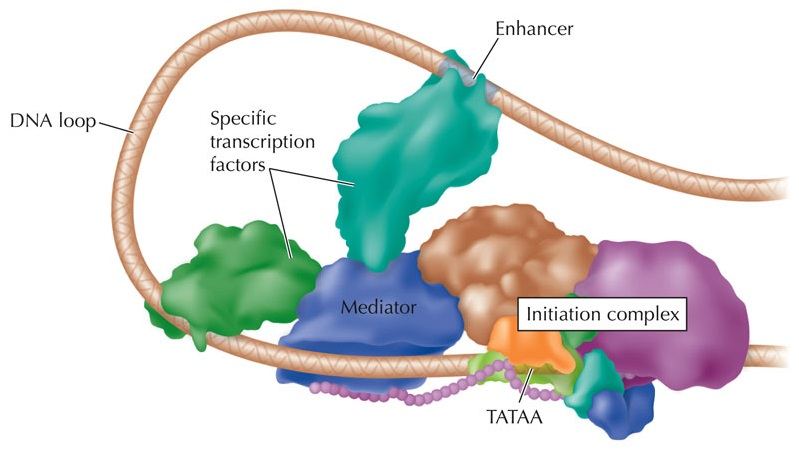 Enhancer
DNA loop
Specific
transcription
factors
Mediator
Initiation complex
TATAA